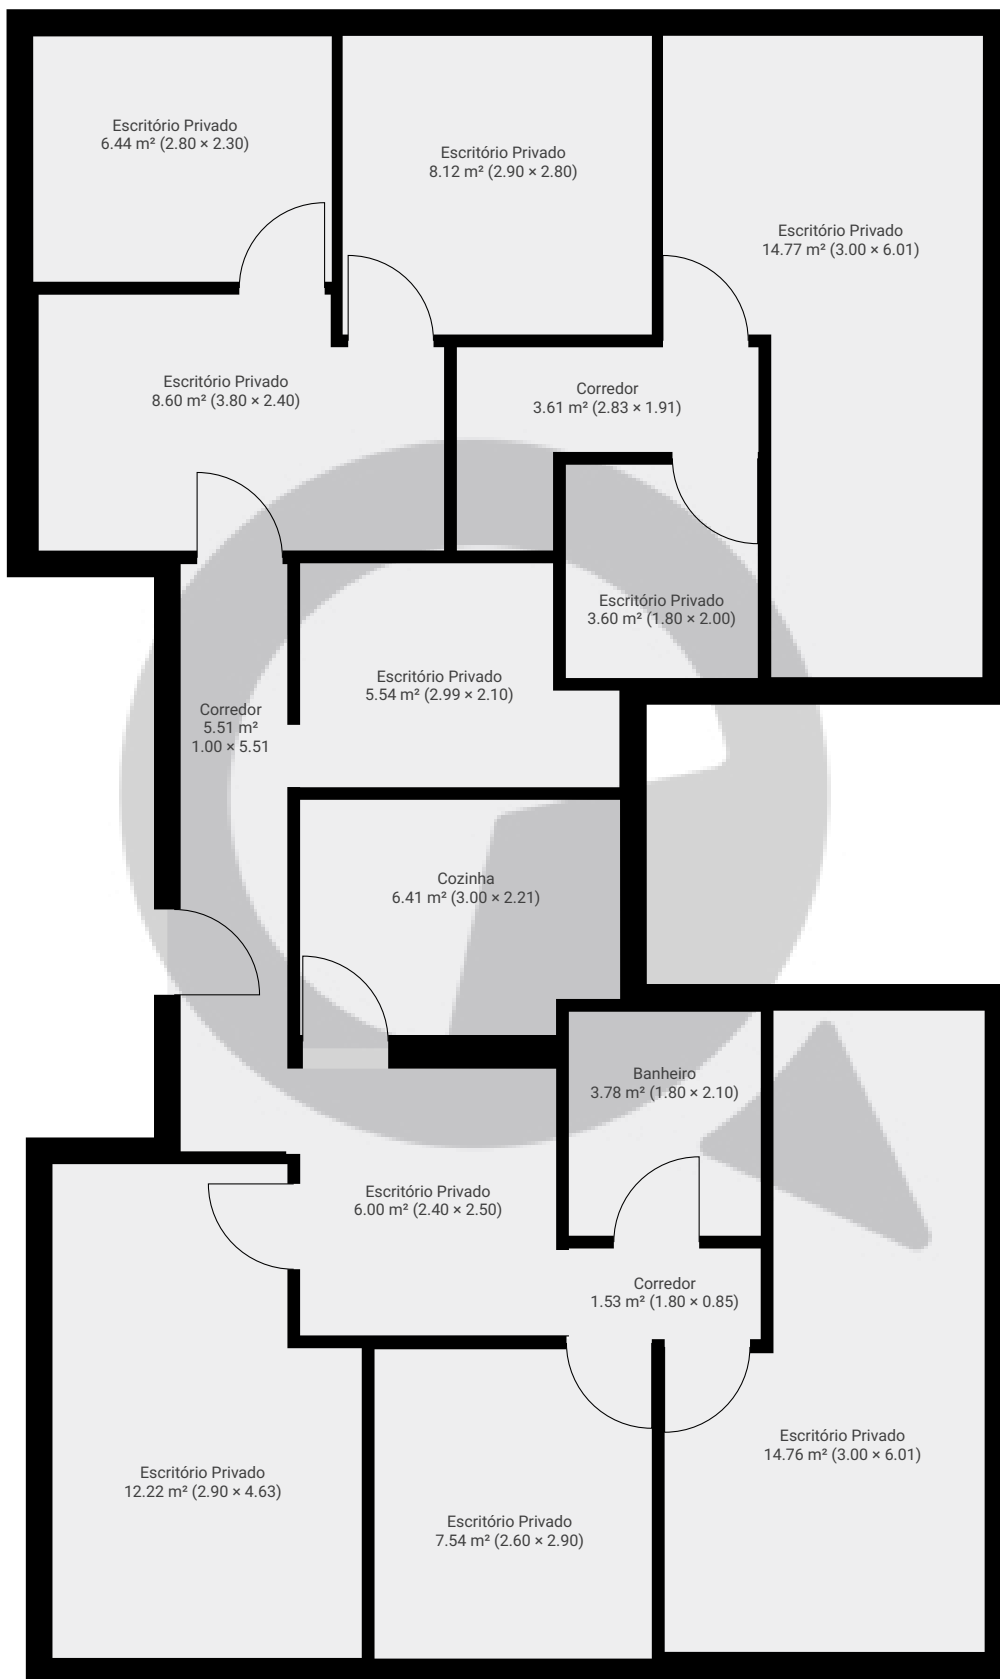 Escritório Privado
6.44 m² (2.80 × 2.30)
Escritório Privado
8.12 m² (2.90 × 2.80)
Escritório Privado
14.77 m² (3.00 × 6.01)
Escritório Privado
8.60 m² (3.80 × 2.40)
Corredor
3.61 m² (2.83 × 1.91)
Escritório Privado
3.60 m² (1.80 × 2.00)
Escritório Privado
5.54 m² (2.99 × 2.10)
Corredor
5.51 m²
1.00 × 5.51
Cozinha
6.41 m² (3.00 × 2.21)
Banheiro
3.78 m² (1.80 × 2.10)
Escritório Privado
6.00 m² (2.40 × 2.50)
Corredor
1.53 m² (1.80 × 0.85)
Escritório Privado
14.76 m² (3.00 × 6.01)
Escritório Privado
12.22 m² (2.90 × 4.63)
Escritório Privado
7.54 m² (2.60 × 2.90)